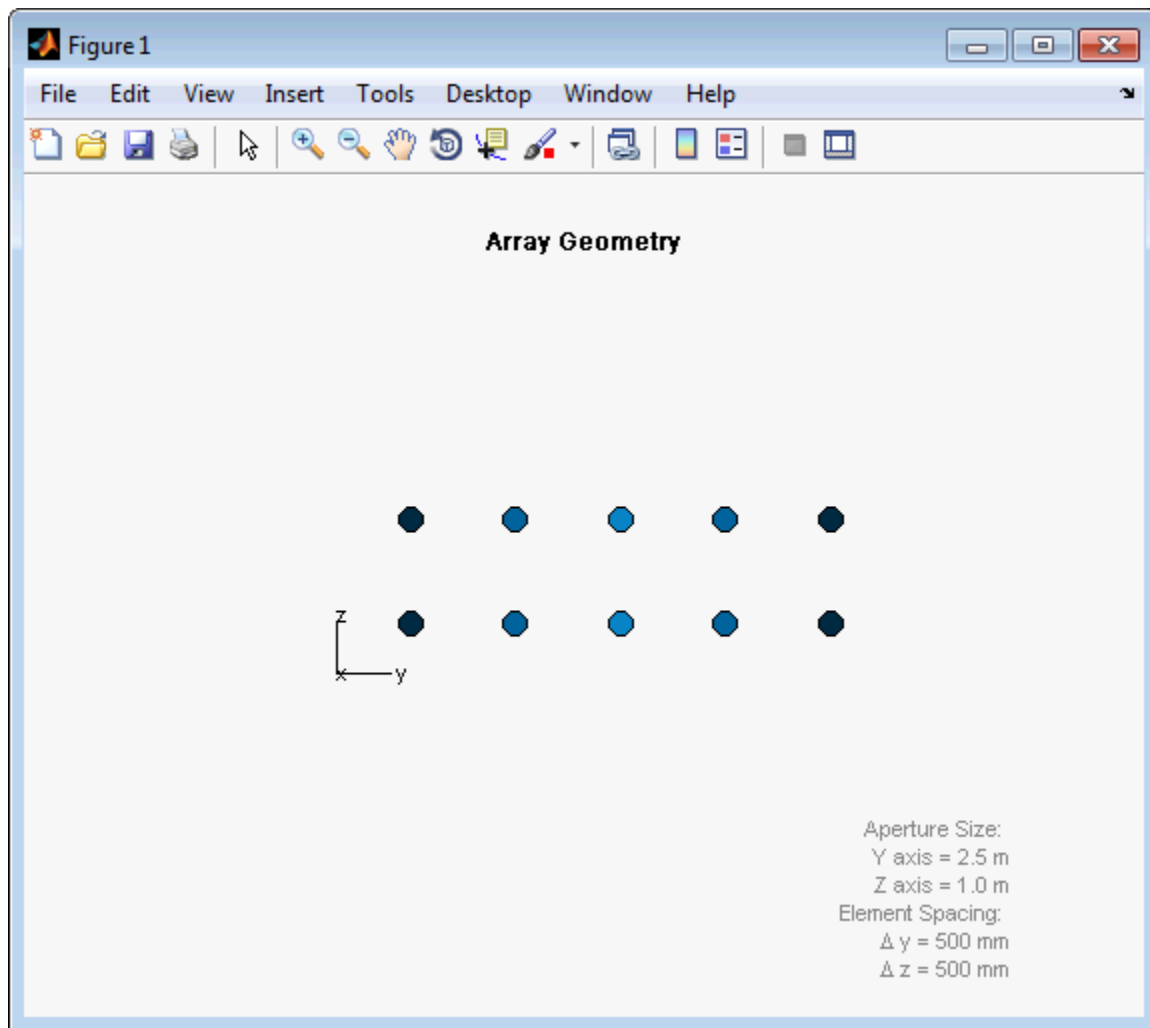 Figure 1
File Edit View Insert Tools Desktop Window Help
Array Geometry
z
x y
Aperture Size:
Y axis = 2.5 m
Z axis = 1.0 m
Element Spacing:
Δ y = 500 mm
Δ z = 500 mm